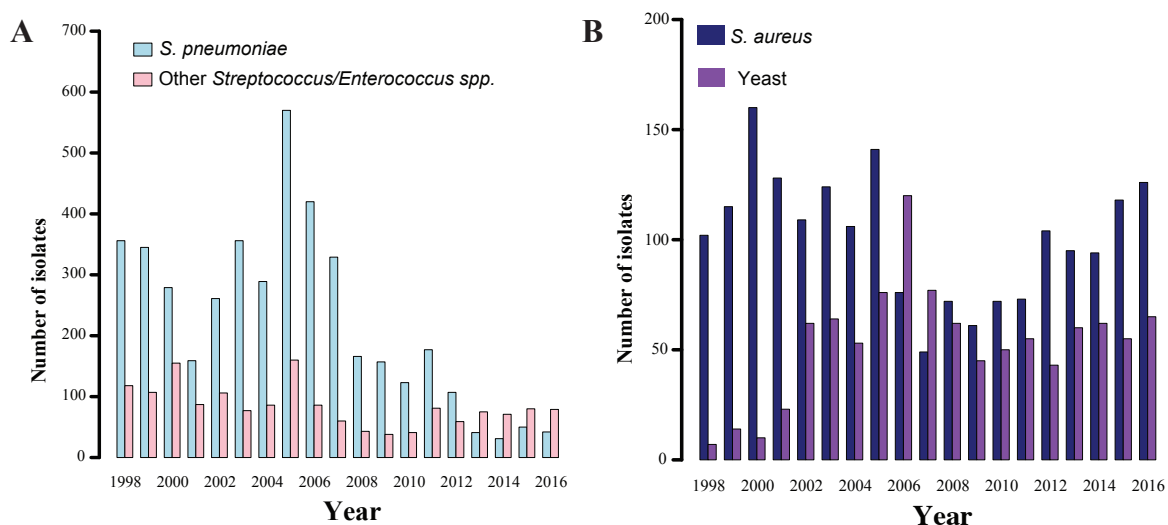 A
S. pneumoniae
Other Streptococcus/Enterococcus spp.
Number of isolates
700
600
500
400
300
200
100
0
1998 2000 2002 2004 2006 2008 2010 2012 2014 2016
Year
B
S. aureus
Yeast
Number of isolates
200
150
100
50
0
1998 2000 2002 2004 2006 2008 2010 2012 2014 2016
Year